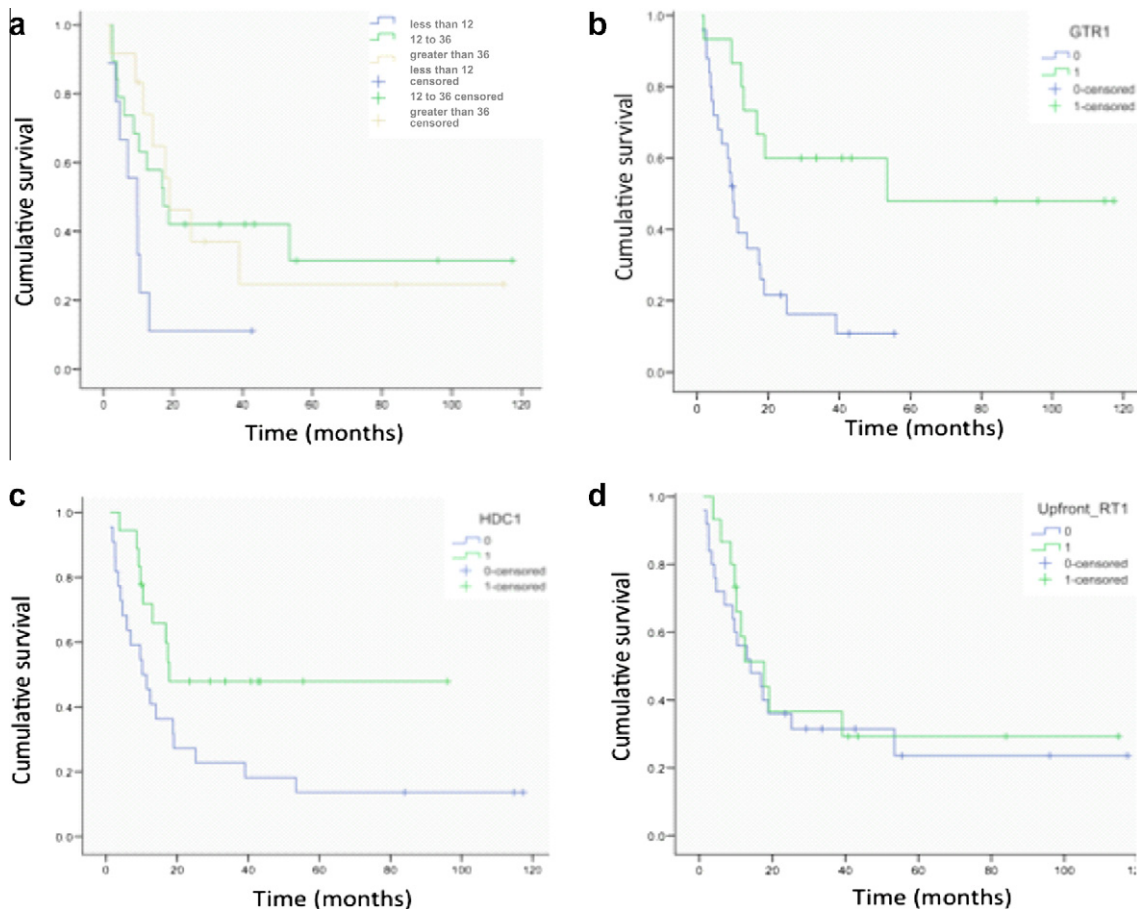 a
less than 12
12 to 36
greater than 36
less than 12
censored
12 to 36 censored
greater than 36
censored
Cumulative survival
1.0
0.8
0.6
0.4
0.2
0.0
0 20 40 60 80 100 120
Time (months)
b
GTR1
0
1
0-censored
1-censored
Cumulative survival
1.0
0.8
0.6
0.4
0.2
0.0
0 20 40 60 80 100 120
Time (months)
c
HDC1
0
1
0-censored
1-censored
Cumulative survival
1.0
0.8
0.6
0.4
0.2
0.0
0 20 40 60 80 100 120
Time (months)
d
Upfront_RT1
0
1
0-censored
1-censored
Cumulative survival
1.0
0.8
0.6
0.4
0.2
0.0
0 20 40 60 80 100 120
Time (months)